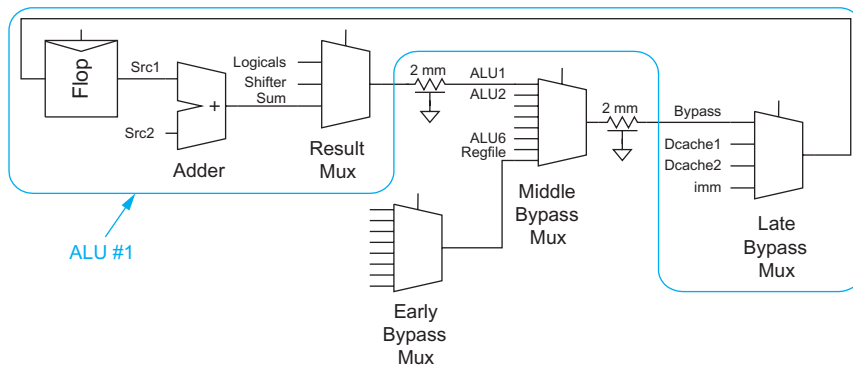 Flop
Src1
Src2
+
Adder
Logicals
Shifter
Sum
Result
Mux
2 mm
ALU1
ALU2
ALU6
Regfile
Middle
Bypass
Mux
2 mm
Bypass
Dcache1
Dcache2
imm
Late
Bypass
Mux
Early
Bypass
Mux
ALU #1